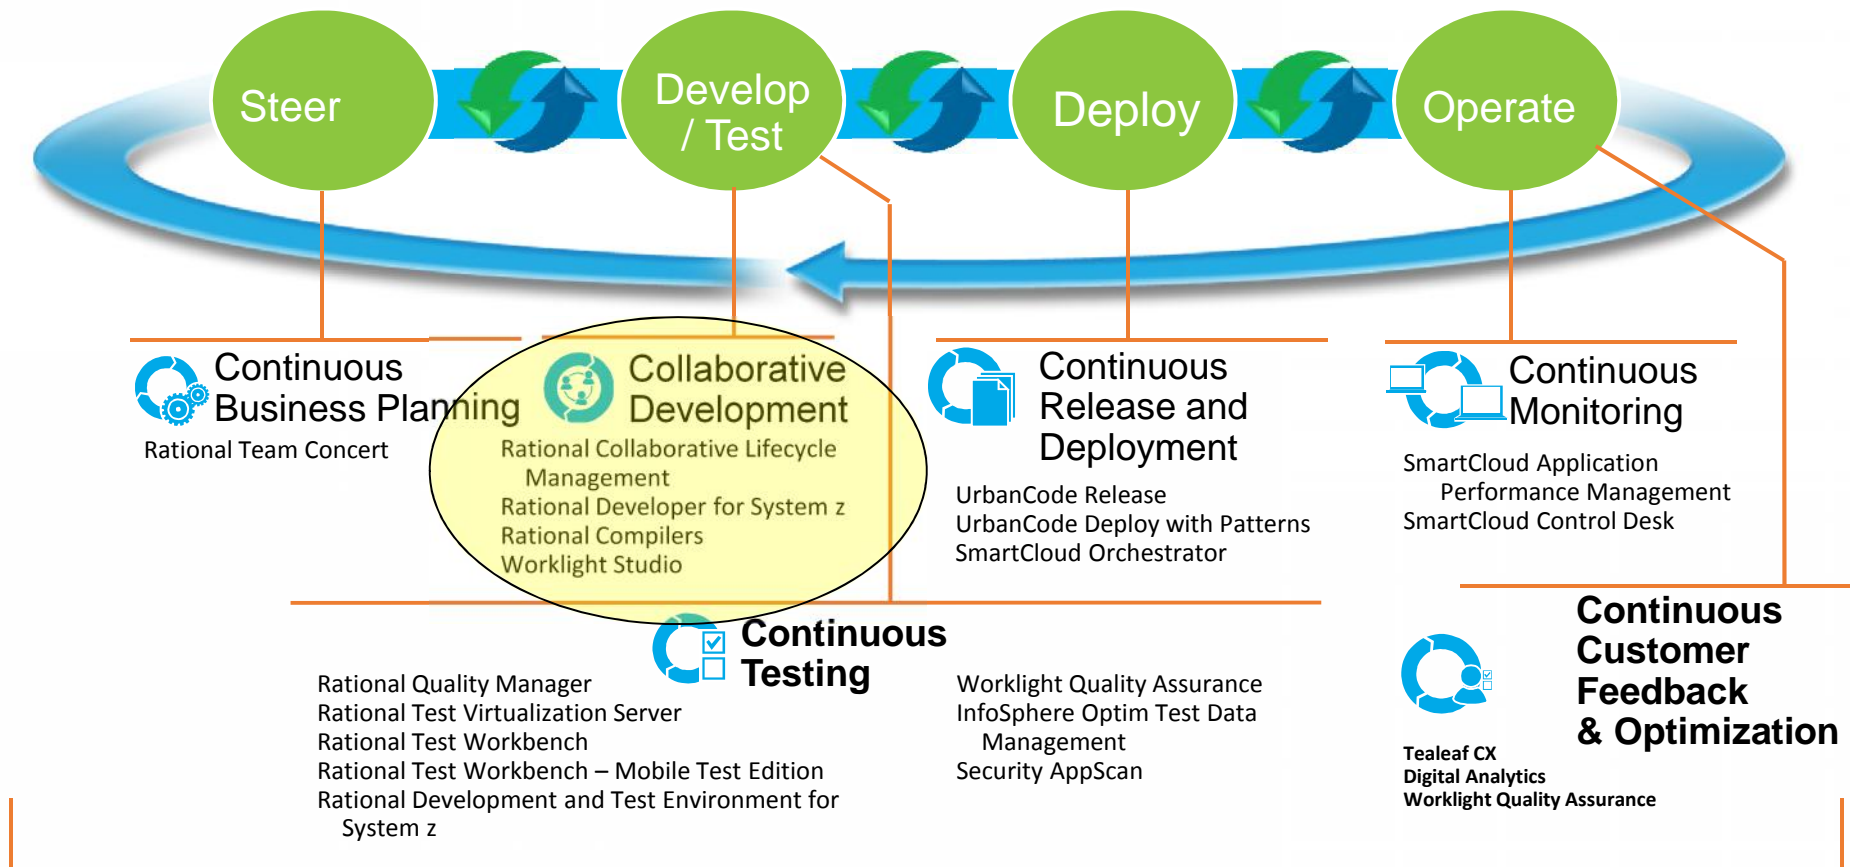 Steer
Develop
/ Test
Deploy
Operate
Continuous
Business Planning
Rational Team Concert
Collaborative
Development
Rational Collaborative Lifecycle
Management
Rational Developer for System z
Rational Compilers
Worklight Studio
Continuous
Release and
Deployment
UrbanCode Release
UrbanCode Deploy with Patterns
SmartCloud Orchestrator
Continuous
Monitoring
SmartCloud Application
Performance Management
SmartCloud Control Desk
Continuous
Testing
Rational Quality Manager
Rational Test Virtualization Server
Rational Test Workbench
Rational Test Workbench – Mobile Test Edition
Rational Development and Test Environment for
System z
Worklight Quality Assurance
InfoSphere Optim Test Data
Management
Security AppScan
Continuous
Customer
Feedback
& Optimization
Tealeaf CX
Digital Analytics
Worklight Quality Assurance